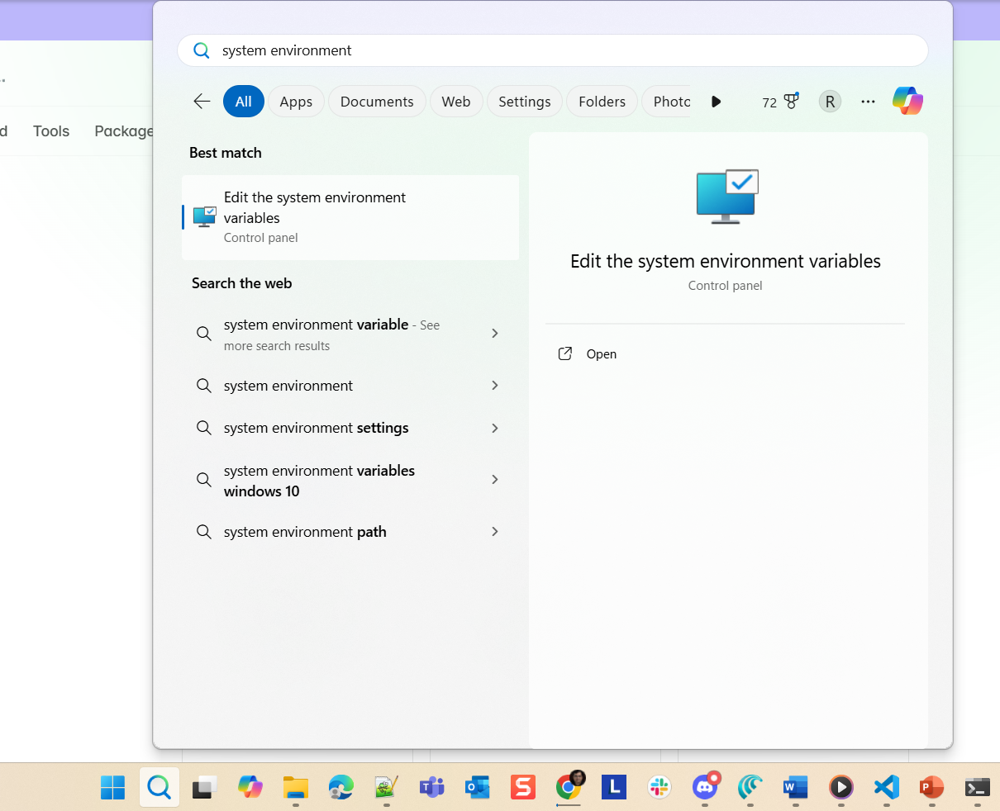 system environment
All
Apps
Documents
Web
Settings
Folders
Photo
72
R
...
d
Tools
Package
Best match
Edit the system environment
variables
Control panel
Search the web
system environment variable - See
more search results
system environment
system environment settings
system environment variables
windows 10
system environment path
Edit the system environment variables
Control panel
Open